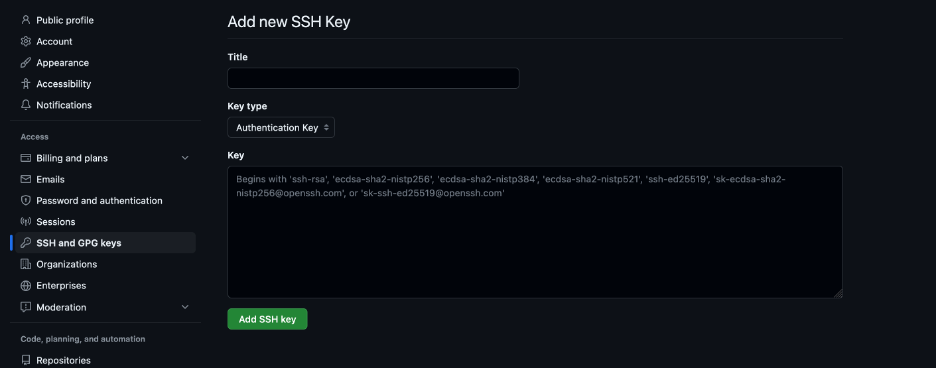 Public profile
Account
Appearance
Accessibility
Notifications
Access
Billing and plans
Emails
Password and authentication
Sessions
SSH and GPG keys
Organizations
Enterprises
Moderation
Code, planning, and automation
Repositories
Add new SSH Key
Title
Key type
Authentication Key
Key
Begins with 'ssh-rsa', 'ecdsa-sha2-nistp256', 'ecdsa-sha2-nistp384', 'ecdsa-sha2-nistp521', 'ssh-ed25519', 'sk-ecdsa-sha2-
nistp256@openssh.com', or 'sk-ssh-ed25519@openssh.com'
Add SSH key